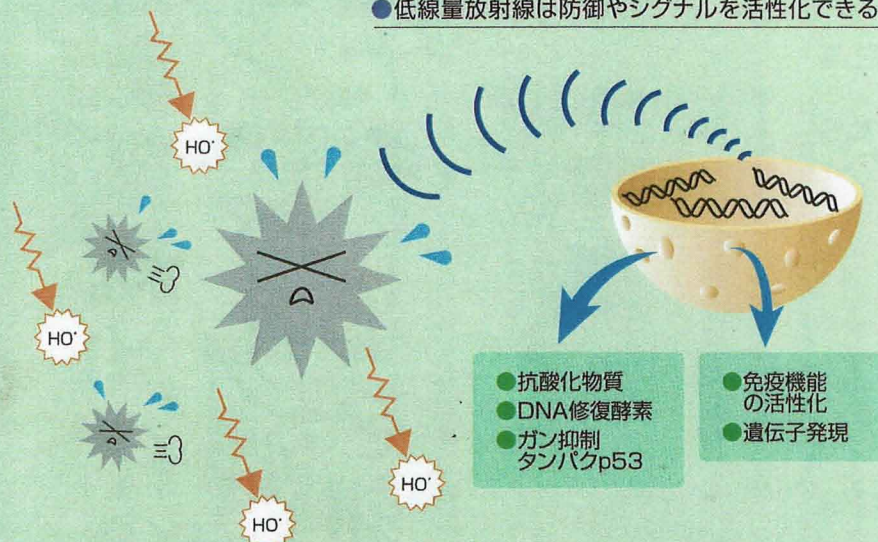 ●低線量放射線は防御やシグナルを活性化できる
HO˙
HO˙
HO˙
HO˙
●抗酸化物質
●DNA修復酵素
●ガン抑制
タンパクp53
●免疫機能
の活性化
●遺伝子発現